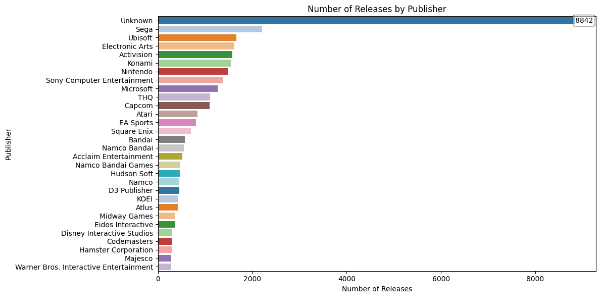 Number of Releases by Publisher
Publisher
Unknown
Sega
Ubisoft
Electronic Arts
Activision
Konami
Nintendo
Sony Computer Entertainment
Microsoft
THQ
Capcom
Atari
EA Sports
Square Enix
Bandai
Namco Bandai
Acclaim Entertainment
Namco Bandai Games
Hudson Soft
Namco
D3 Publisher
KOEI
Atlus
Midway Games
Eidos Interactive
Disney Interactive Studios
Codemasters
Hamster Corporation
Majesco
Warner Bros. Interactive Entertainment
8842
0 2000 4000 6000 8000
Number of Releases